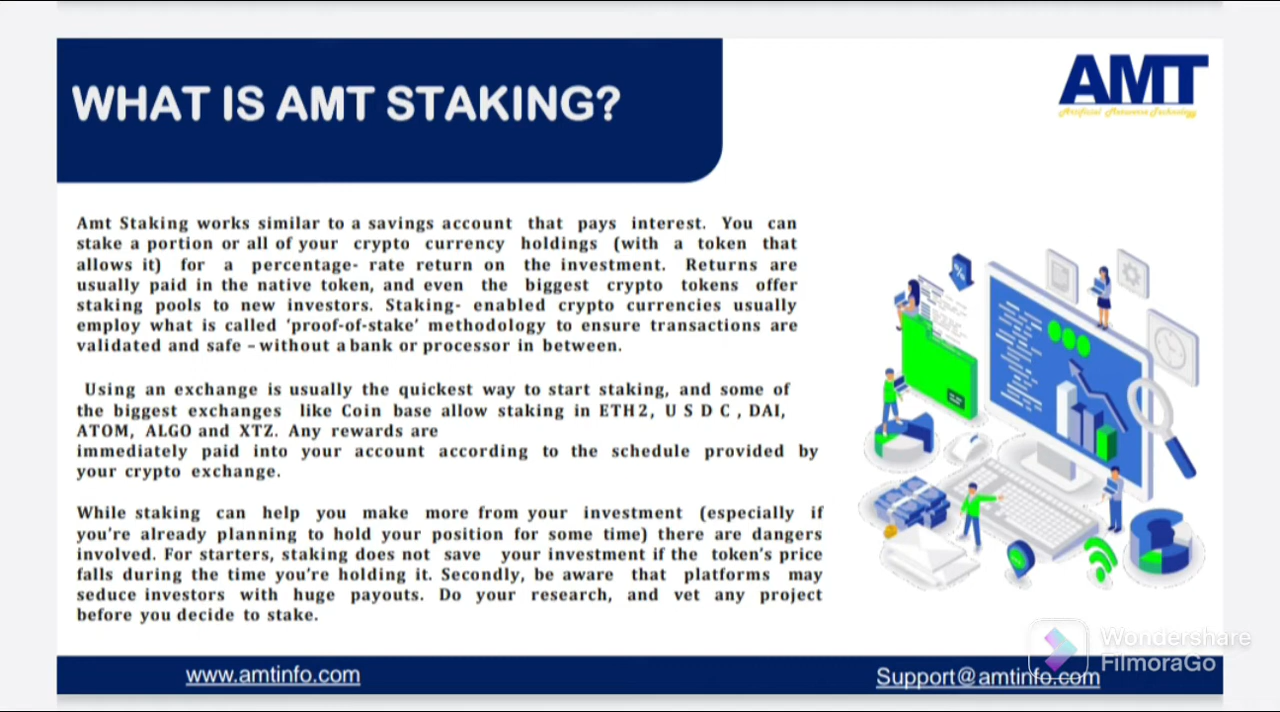 WHAT IS AMT STAKING?
AMT
Artificial Metaverse Technology
Amt Staking works similar to a savings account that pays interest. You can
stake a portion or all of your crypto currency holdings (with a token that
allows it) for a percentage- rate return on the investment. Returns are
usually paid in the native token, and even the biggest crypto tokens offer
staking pools to new investors. Staking- enabled crypto currencies usually
employ what is called ‘proof-of-stake’ methodology to ensure transactions are
validated and safe – without a bank or processor in between.
Using an exchange is usually the quickest way to start staking, and some of
the biggest exchanges like Coin base allow staking in ETH2, U S D C , DAI,
ATOM, ALGO and XTZ. Any rewards are
immediately paid into your account according to the schedule provided by
your crypto exchange.
While staking can help you make more from your investment (especially if
you’re already planning to hold your position for some time) there are dangers
involved. For starters, staking does not save your investment if the token’s price
falls during the time you’re holding it. Secondly, be aware that platforms may
seduce investors with huge payouts. Do your research, and vet any project
before you decide to stake.
www.amtinfo.com
Support@amtinfo.com
Wondershare
FilmoraGo